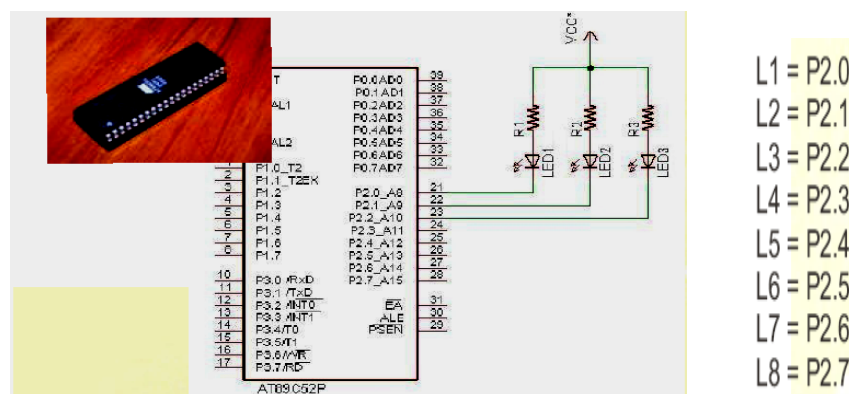 VCC*
R1
R2
R3
LED1
LED2
LED3
T
AL1
AL2
P0.0AD0 39
P0.1AD1 38
P0.2AD2 37
P0.3AD3 36
P0.4AD4 35
P0.5AD5 34
P0.6AD6 33
P0.7AD7 32
1 P1.0_T2
2 P1.1_T2EX
3 P1.2
4 P1.3
5 P1.4
6 P1.5
7 P1.6
8 P1.7
P2.0_A8 21
P2.1_A9 22
P2.2_A10 23
P2.3_A11 24
P2.4_A12 25
P2.5_A13 26
P2.6_A14 27
P2.7_A15 28
10 P3.0/RxD
11 P3.1/TxD
12 P3.2/INT0
13 P3.3/INT1
14 P3.4/T0
15 P3.5/T1
16 P3.6/WR
17 P3.7/RD
EA 31
ALE 30
PSEN 29
AT89C52P
L1 = P2.0
L2 = P2.1
L3 = P2.2
L4 = P2.3
L5 = P2.4
L6 = P2.5
L7 = P2.6
L8 = P2.7